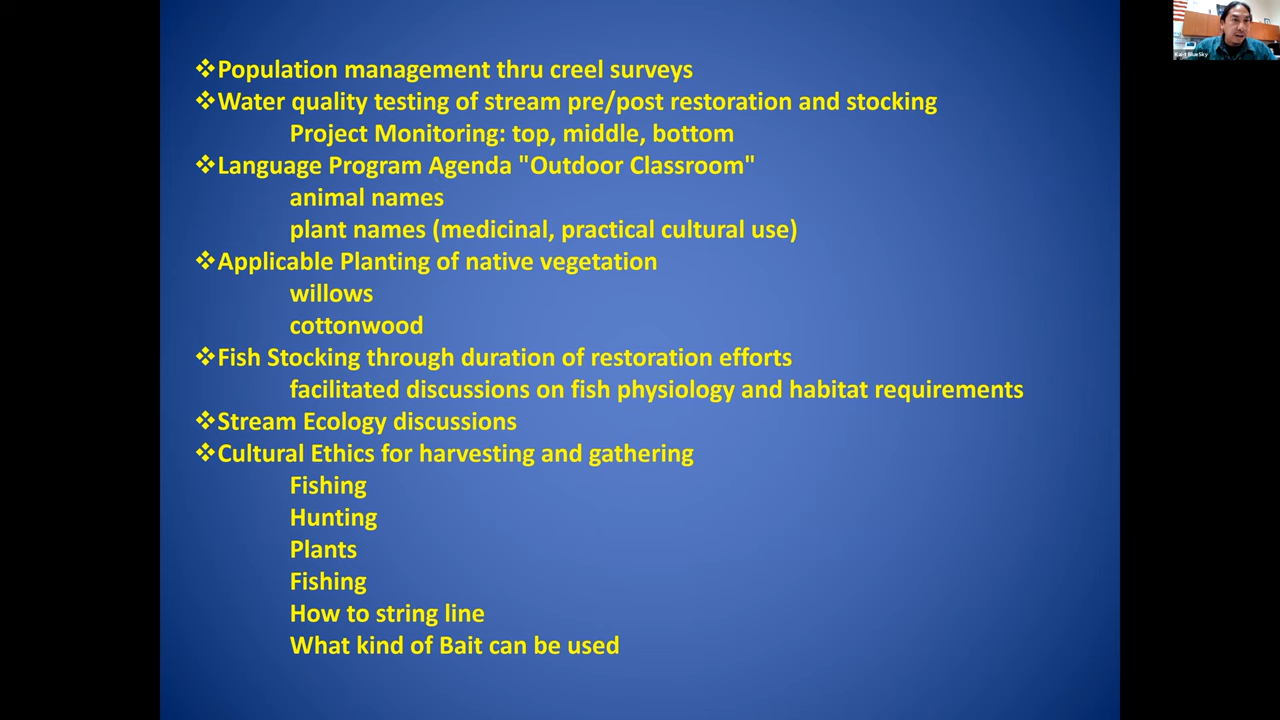 ❖Population management thru creel surveys
❖Water quality testing of stream pre/post restoration and stocking
Project Monitoring: top, middle, bottom
❖Language Program Agenda "Outdoor Classroom"
animal names
plant names (medicinal, practical cultural use)
❖Applicable Planting of native vegetation
willows
cottonwood
❖Fish Stocking through duration of restoration efforts
facilitated discussions on fish physiology and habitat requirements
❖Stream Ecology discussions
❖Cultural Ethics for harvesting and gathering
Fishing
Hunting
Plants
Fishing
How to string line
What kind of Bait can be used